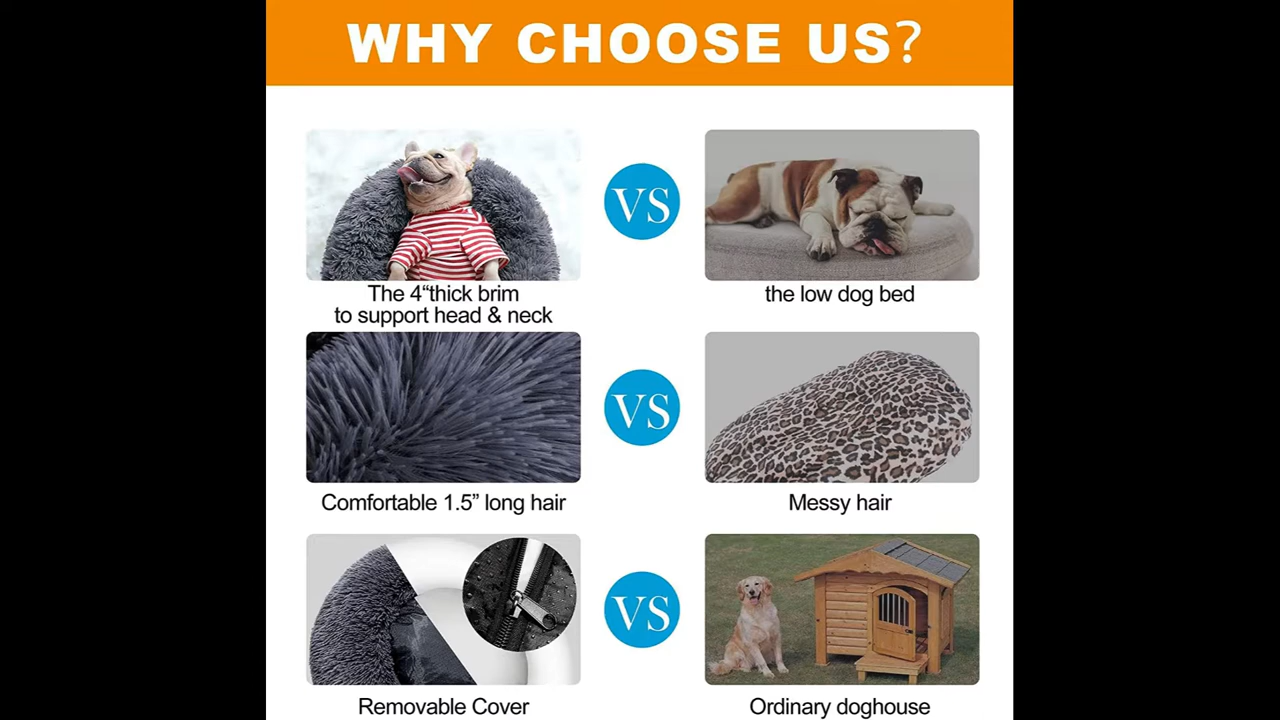 WHY CHOOSE US?
VS
The 4“thick brim
to support head & neck
the low dog bed
VS
Comfortable 1.5” long hair
Messy hair
VS
Removable Cover
Ordinary doghouse